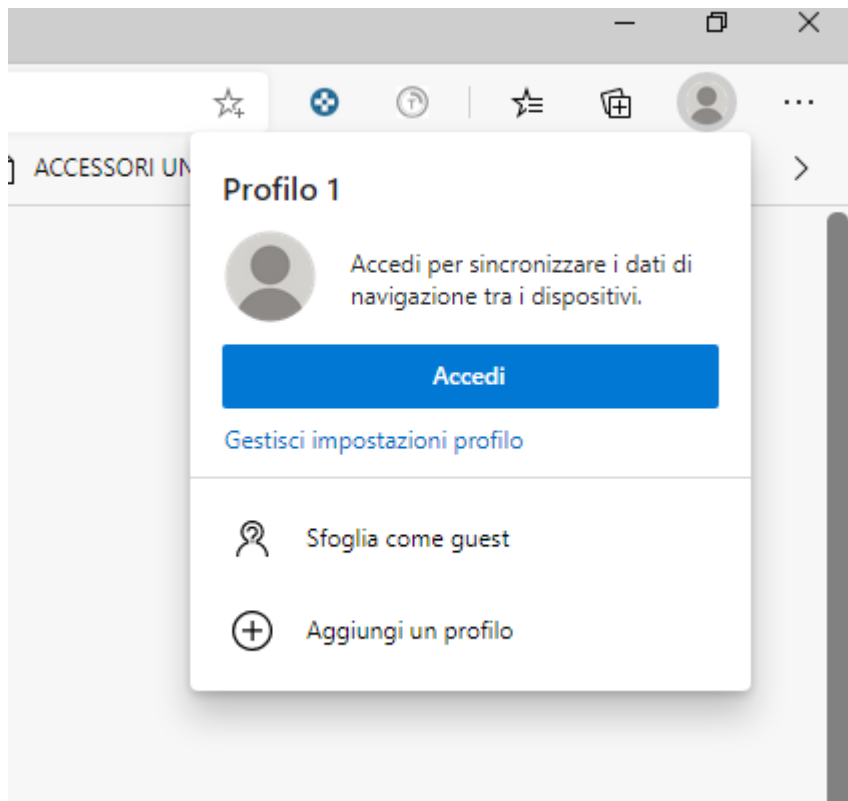 ACCESSORI UN
Profilo 1
Accedi per sincronizzare i dati di
navigazione tra i dispositivi.
Accedi
Gestisci impostazioni profilo
Sfoglia come guest
Aggiungi un profilo